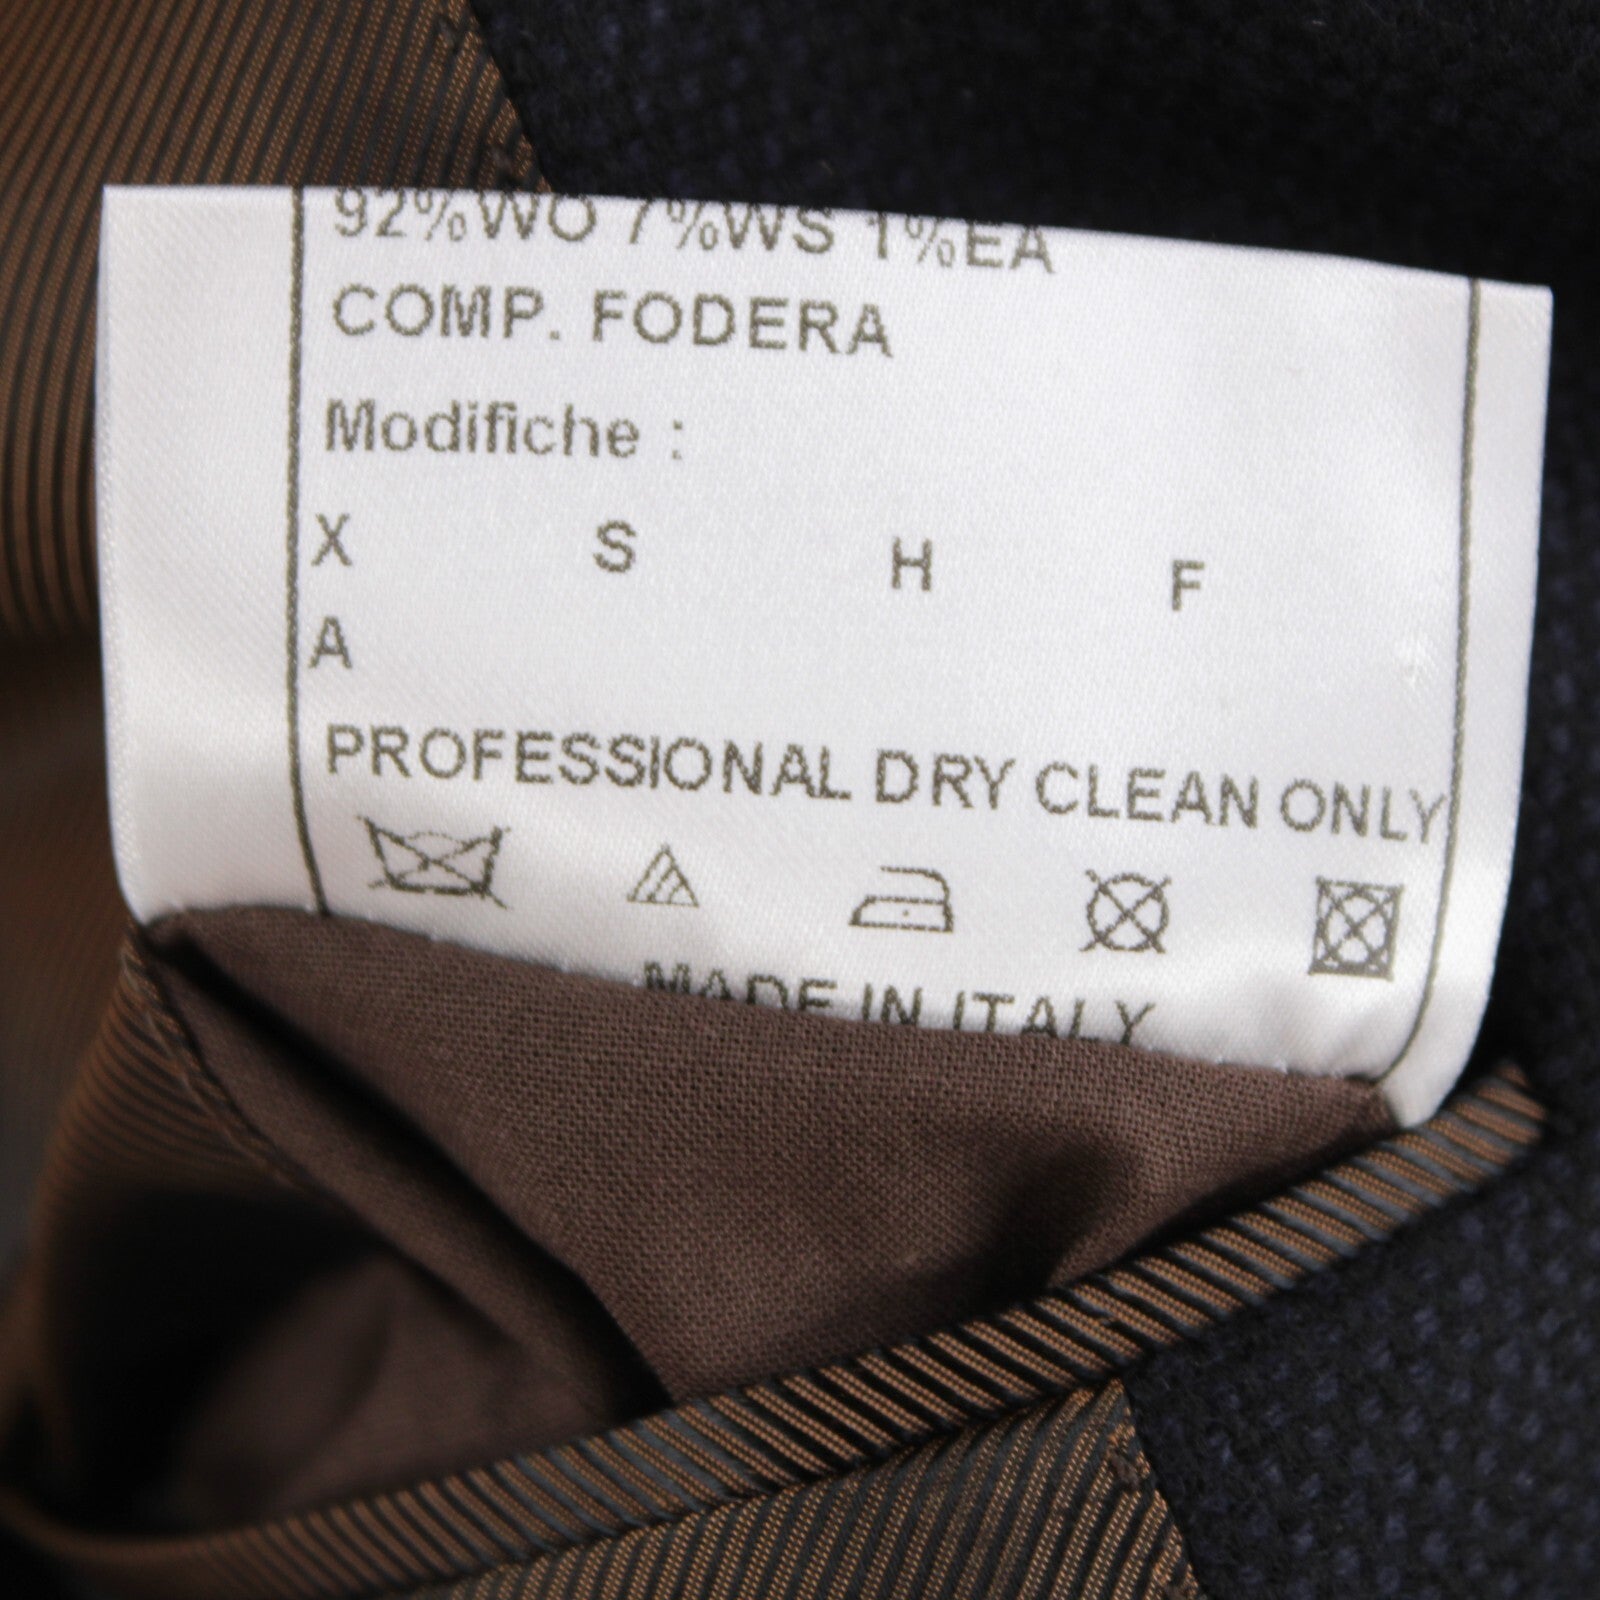 92%WO 7%WS 1%EA
COMP. FODERA
Modifiche :
X S H F
A
PROFESSIONAL DRY CLEAN ONLY
MADE IN ITALY